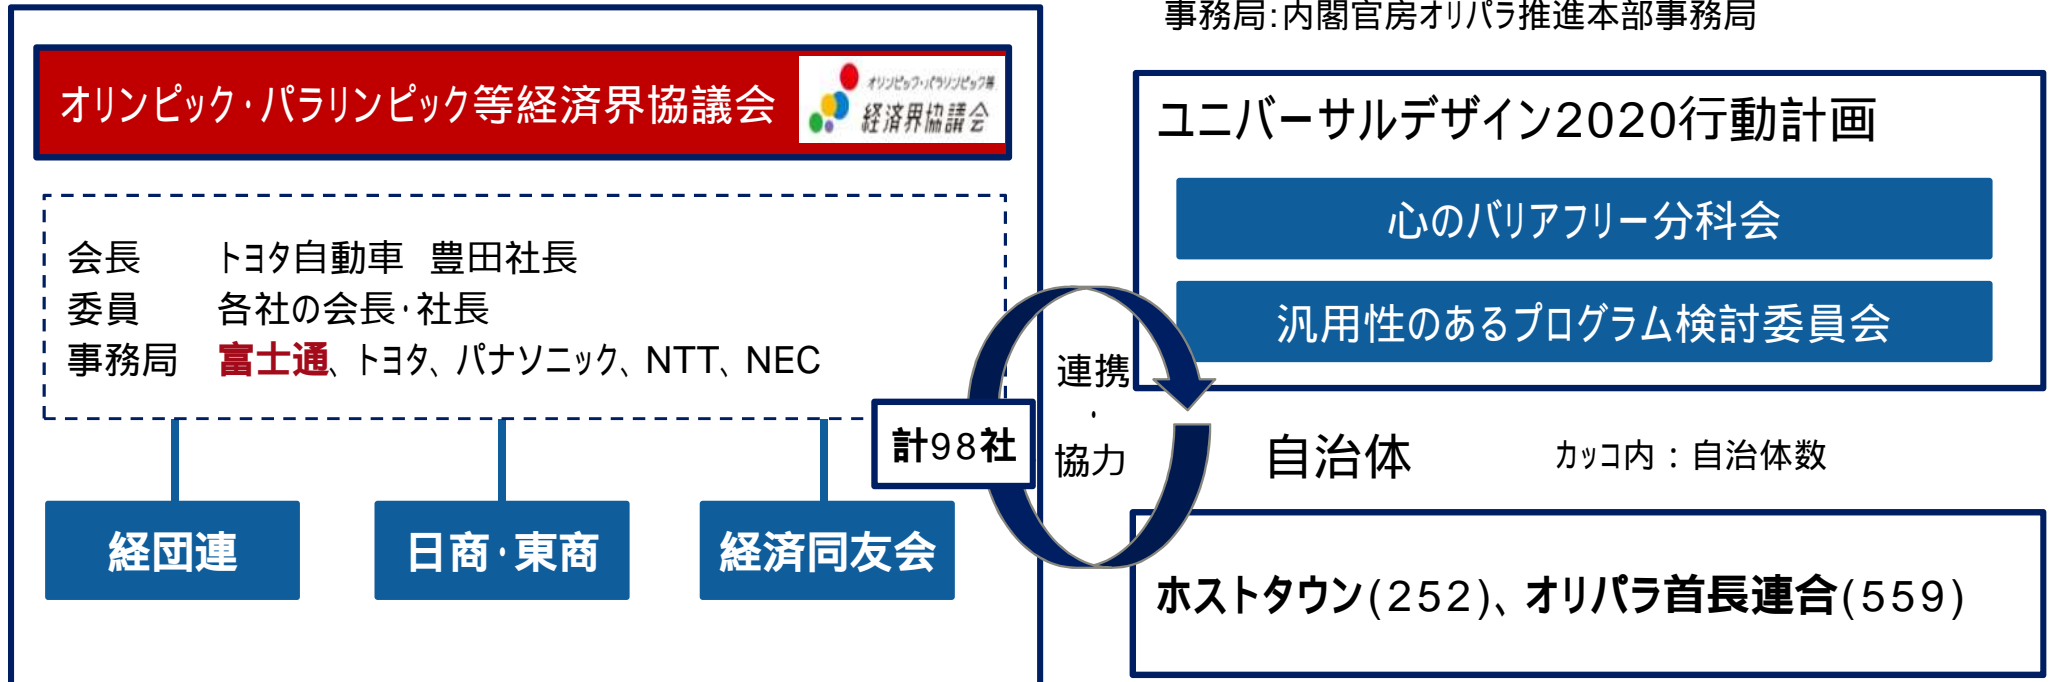 事務局:内閣官房オリパラ推進本部事務局
オリンピック・パラリンピック等経済界協議会
オリンピック・パラリンピック等
経済界協議会
会長 トヨタ自動車 豊田社長
委員 各社の会長・社長
事務局 富士通、トヨタ、パナソニック、NTT、NEC
計98社
経団連
日商・東商
経済同友会
連携
・
協力
ユニバーサルデザイン2020行動計画
心のバリアフリー分科会
汎用性のあるプログラム検討委員会
自治体 カッコ内：自治体数
ホストタウン(252)、オリパラ首長連合(559)